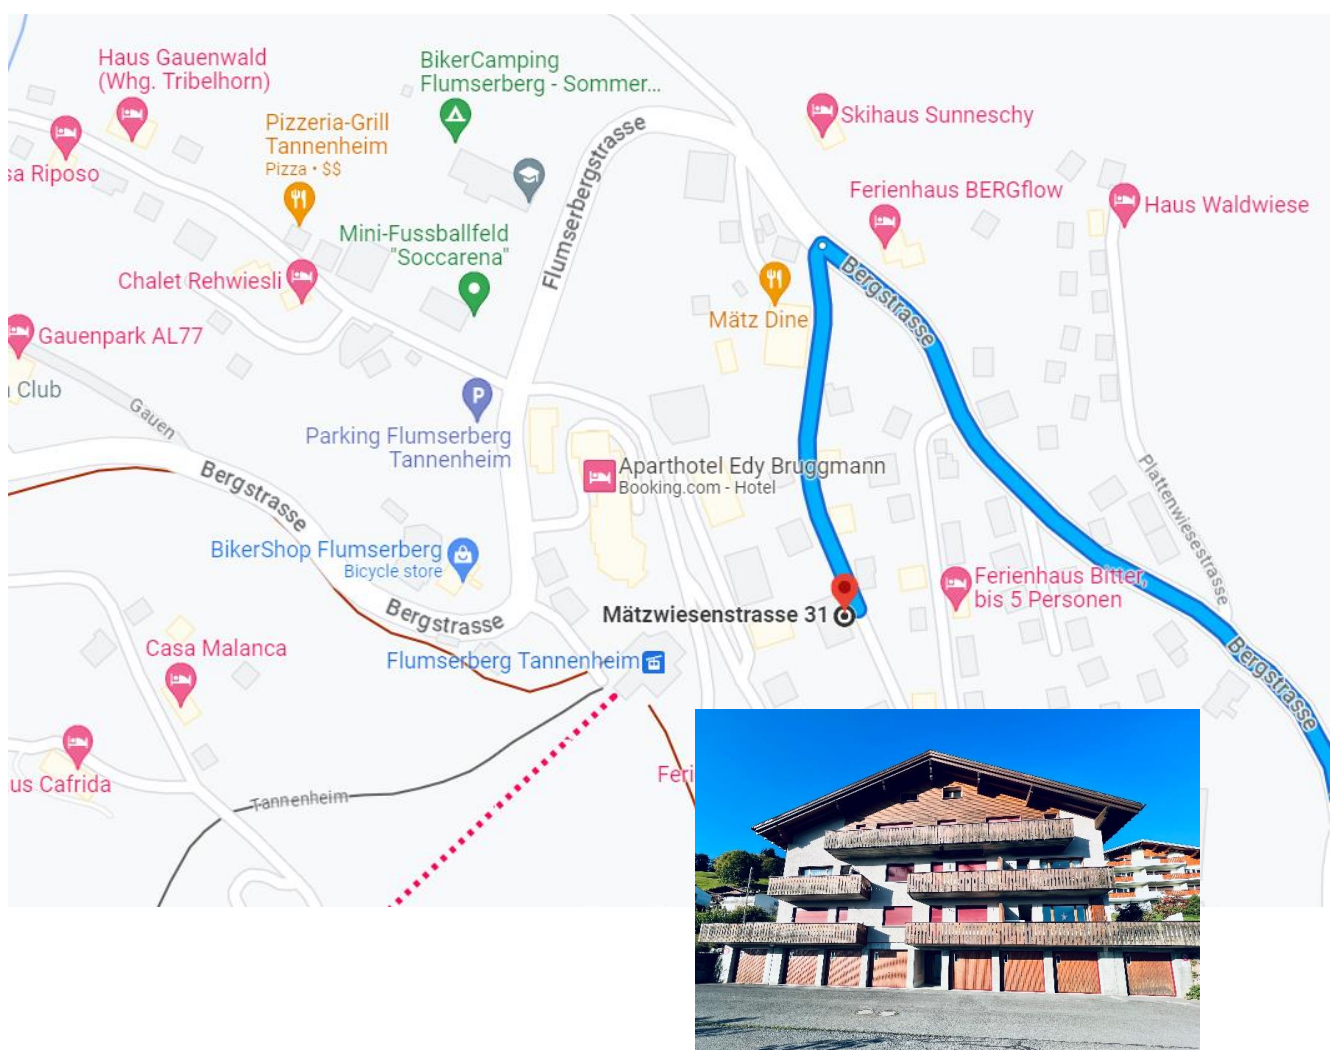 Haus Gauenwald
(Whg. Tribelhorn)
BikerCamping
Flumserberg - Sommer...
Skihaus Sunneschy
Pizzeria-Grill
Tannenheim
Pizza • $$
sa Riposo
Flumserbergstrasse
Ferienhaus BERGflow
Haus Waldwiese
Mini-Fussballfeld
"Soccarena"
Chalet Rehwiesli
Bergstrasse
Mätz Dine
Gauenpark AL77
Club
Gauen
Parking Flumserberg
Tannenheim
Aparthotel Edy Bruggmann
Booking.com - Hotel
Bergstrasse
Plattenwiesestrasse
BikerShop Flumserberg
Bicycle store
Ferienhaus Bitter,
bis 5 Personen
Bergstrasse
Mätzwiesenstrasse 31
Casa Malanca
Flumserberg Tannenheim
Bergstrasse
us Cafrida
Feri
Tannenheim
P